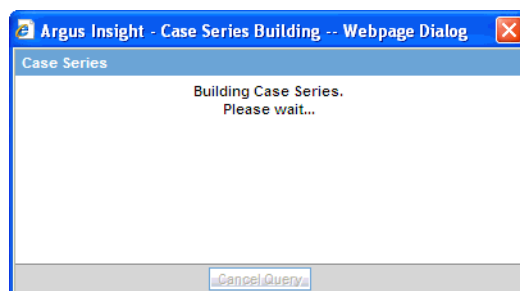 Argus Insight - Case Series Building -- Webpage Dialog
Case Series
Building Case Series.
Please wait...
Cancel Query